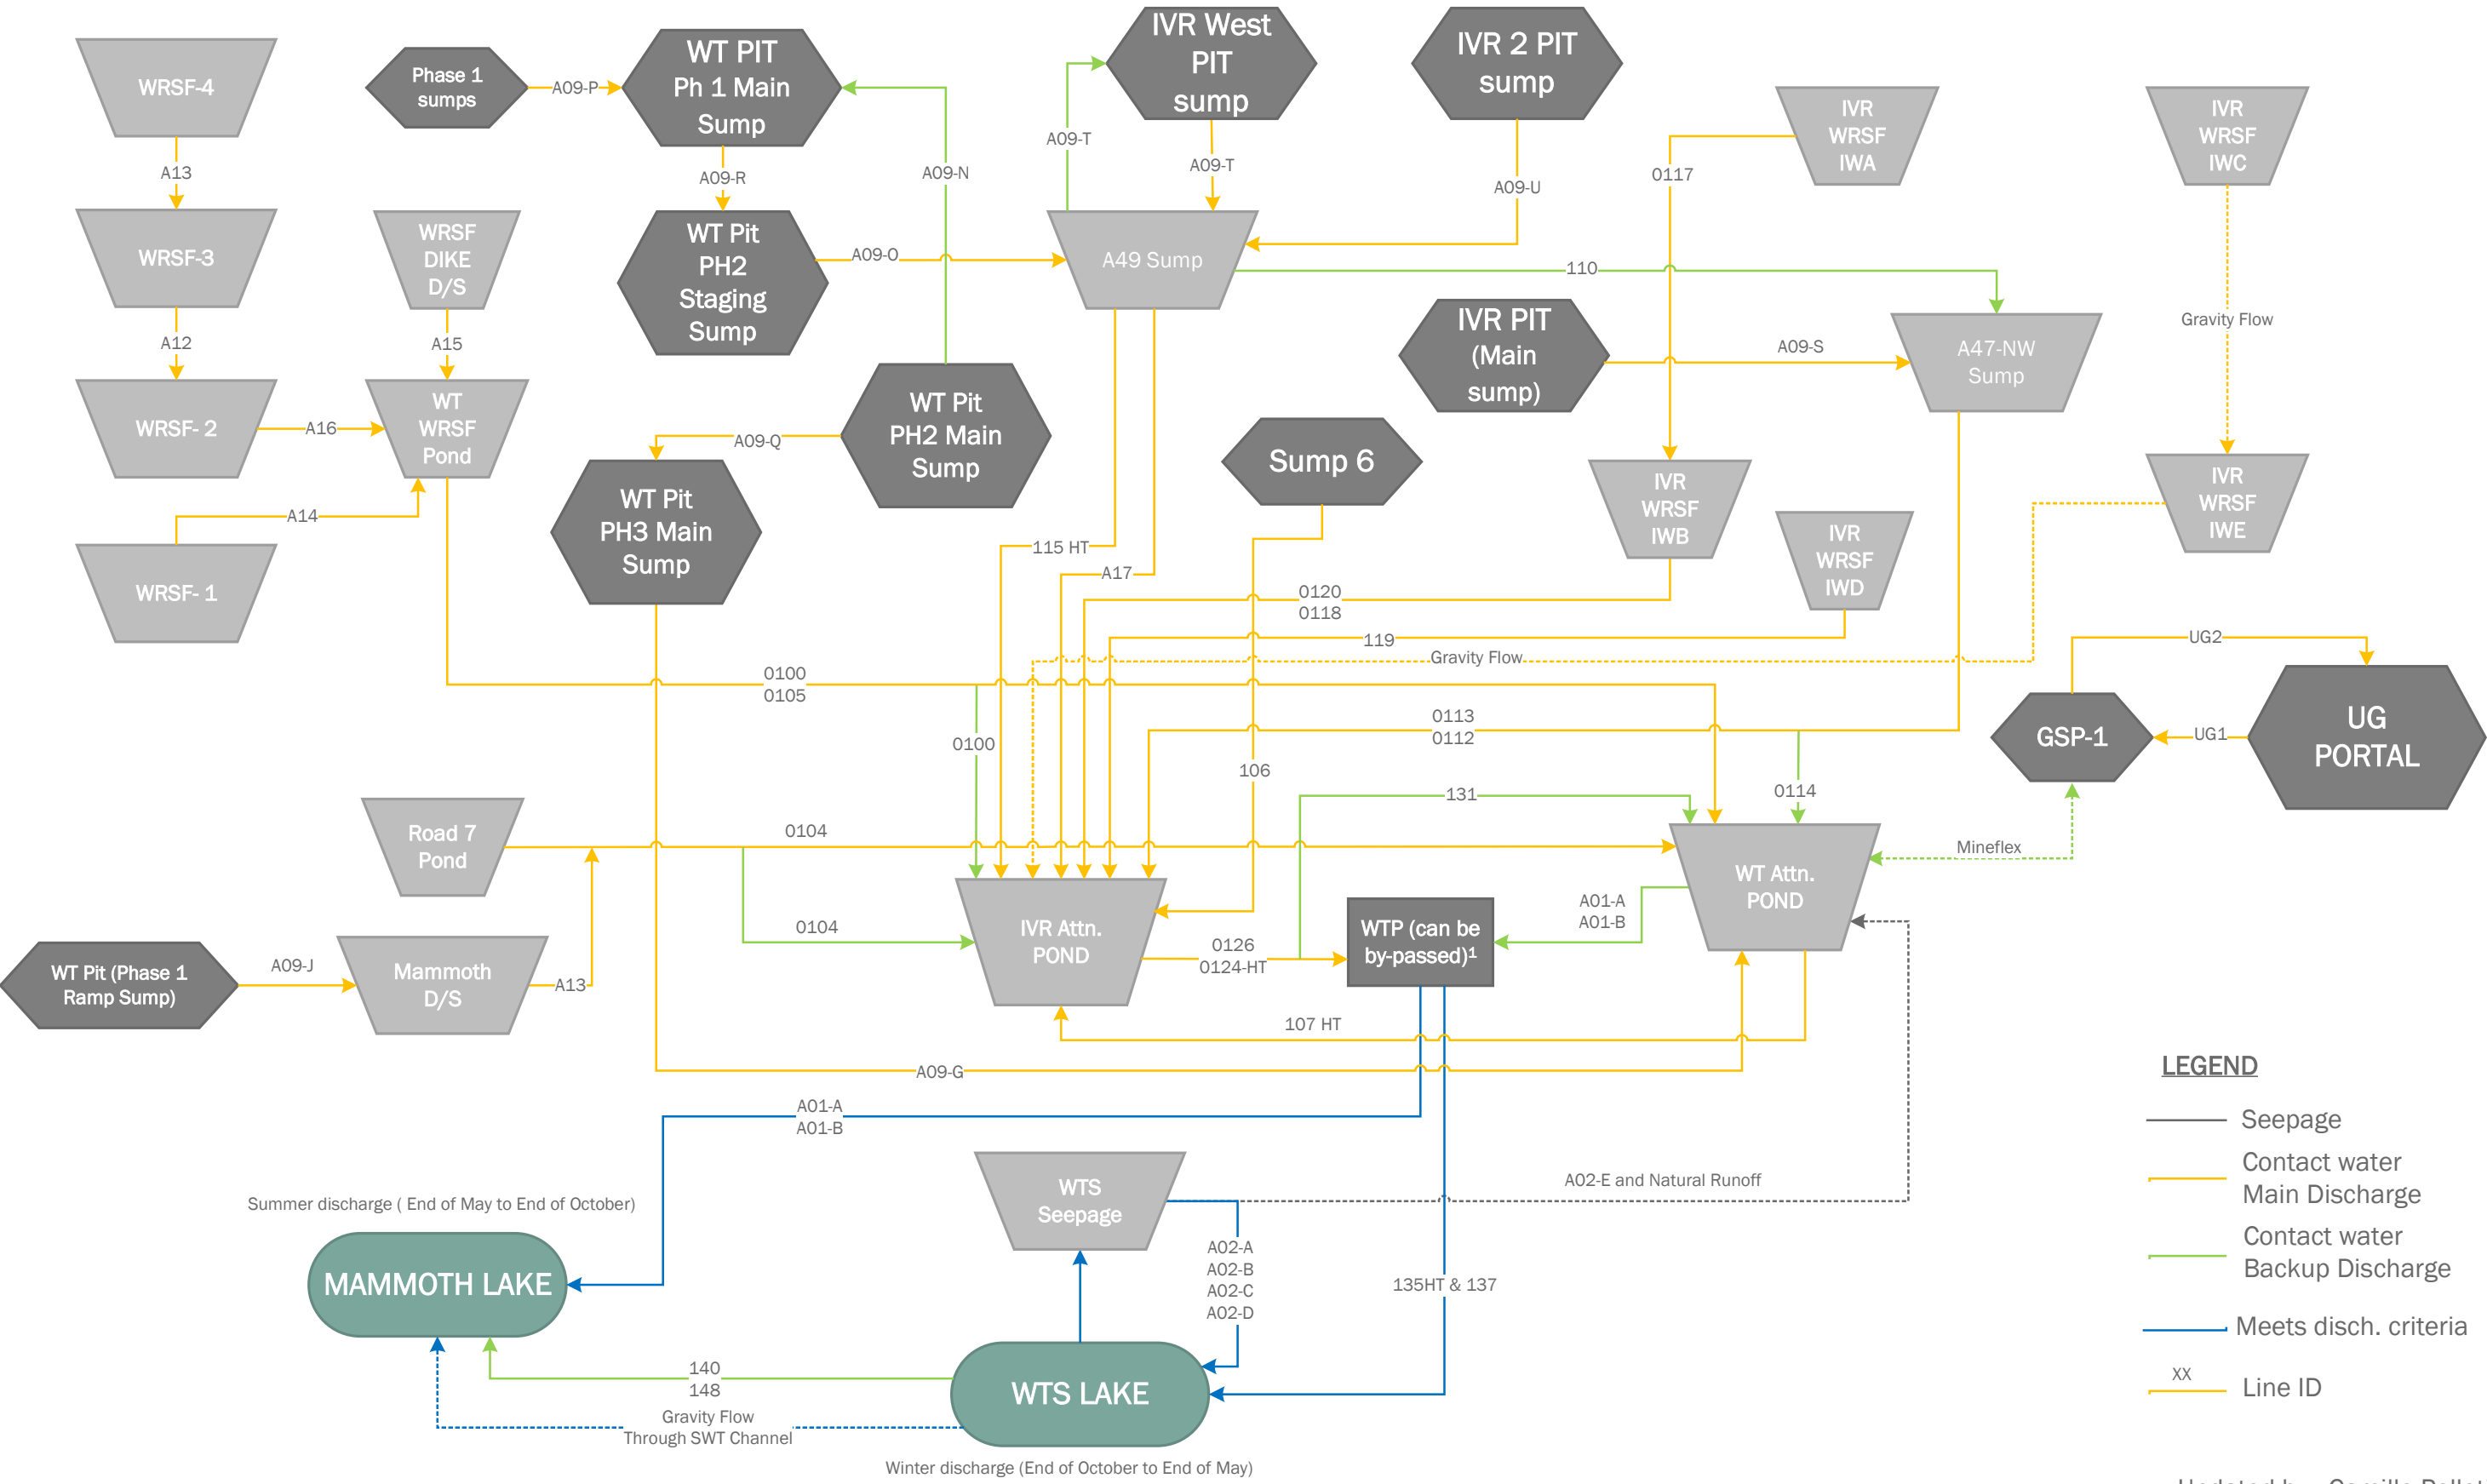 WRSF-4
Phase 1
sumps
A09-P
WT PIT
Ph 1 Main
Sump
IVR West
PIT
sump
IVR 2 PIT
sump
IVR
WRSF
IWA
IVR
WRSF
IWC
A13
A09-R
A09-N
A09-T
A09-T
A09-U
0117
WRSF-3
WRSF
DIKE
D/S
WT Pit
PH2
Staging
Sump
A09-O
A49 Sump
110
Gravity Flow
A12
A15
IVR PIT
(Main
sump)
A09-S
A47-NW
Sump
WRSF- 2
A16
WT
WRSF
Pond
WT Pit
PH2 Main
Sump
A09-Q
Sump 6
IVR
WRSF
IWB
IVR
WRSF
IWE
A14
WT Pit
PH3 Main
Sump
IVR
WRSF
IWD
WRSF- 1
115 HT
A17
0120
0118
119
Gravity Flow
UG2
0100
0105
0113
0112
0100
106
GSP-1
UG1
UG
PORTAL
131
0114
Road 7
Pond
0104
Mineflex
0104
IVR Attn.
POND
0126
0124-HT
WTP (can be
by-passed)¹
A01-A
A01-B
WT Attn.
POND
WT Pit (Phase 1
Ramp Sump)
A09-J
Mammoth
D/S
A13
107 HT
A09-G
A01-A
A01-B
LEGEND
Seepage
Contact water
Main Discharge
Contact water
Backup Discharge
Meets disch. criteria
XX
Line ID
WTS
Seepage
A02-E and Natural Runoff
Summer discharge ( End of May to End of October)
MAMMOTH LAKE
A02-A
A02-B
A02-C
A02-D
135HT & 137
140
148
WTS LAKE
Gravity Flow
Through SWT Channel
Winter discharge (End of October to End of May)